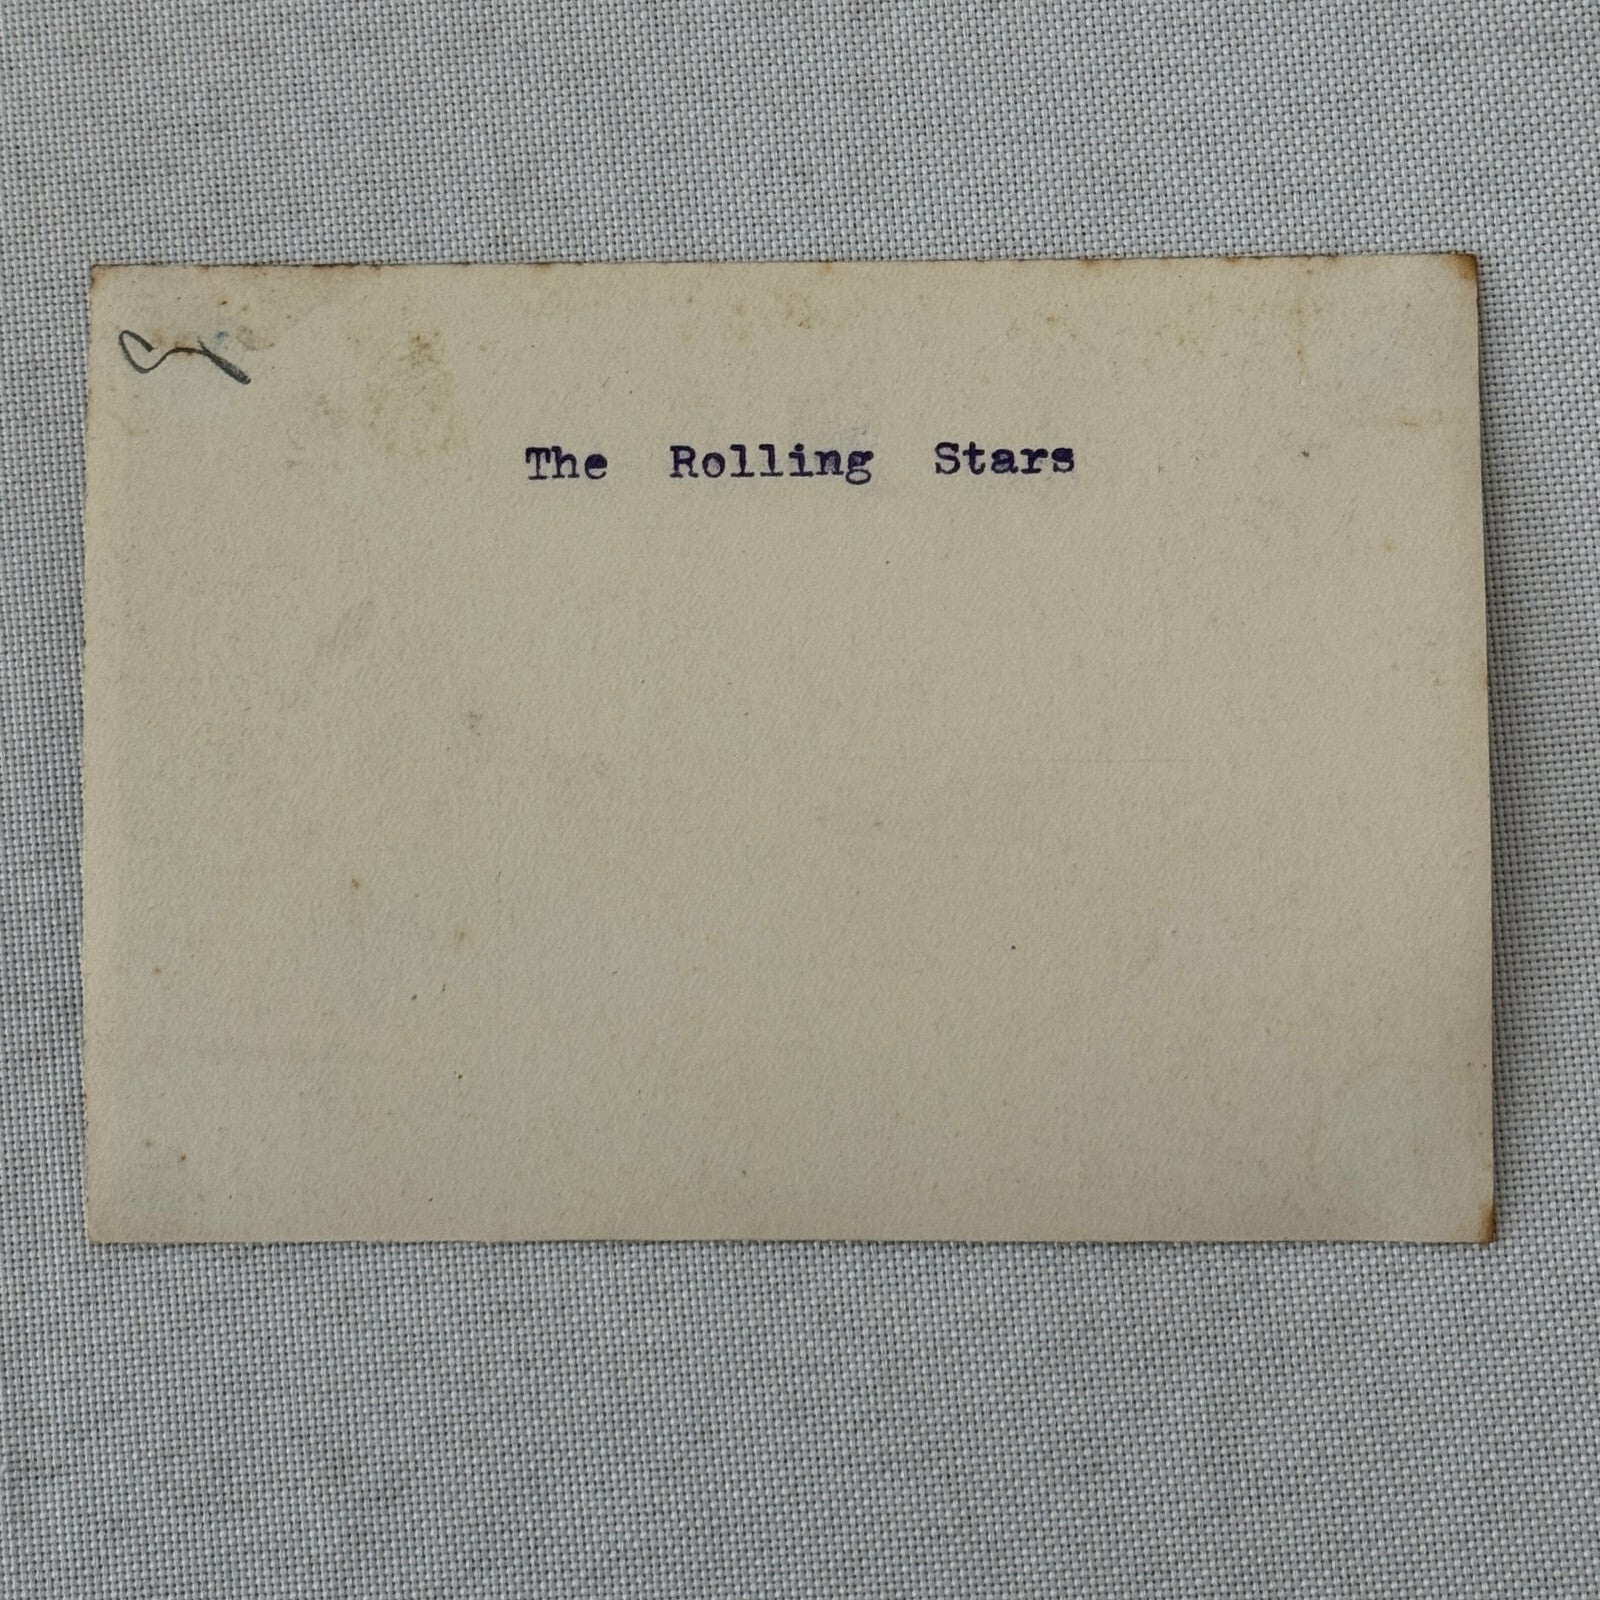 The Rolling Stars